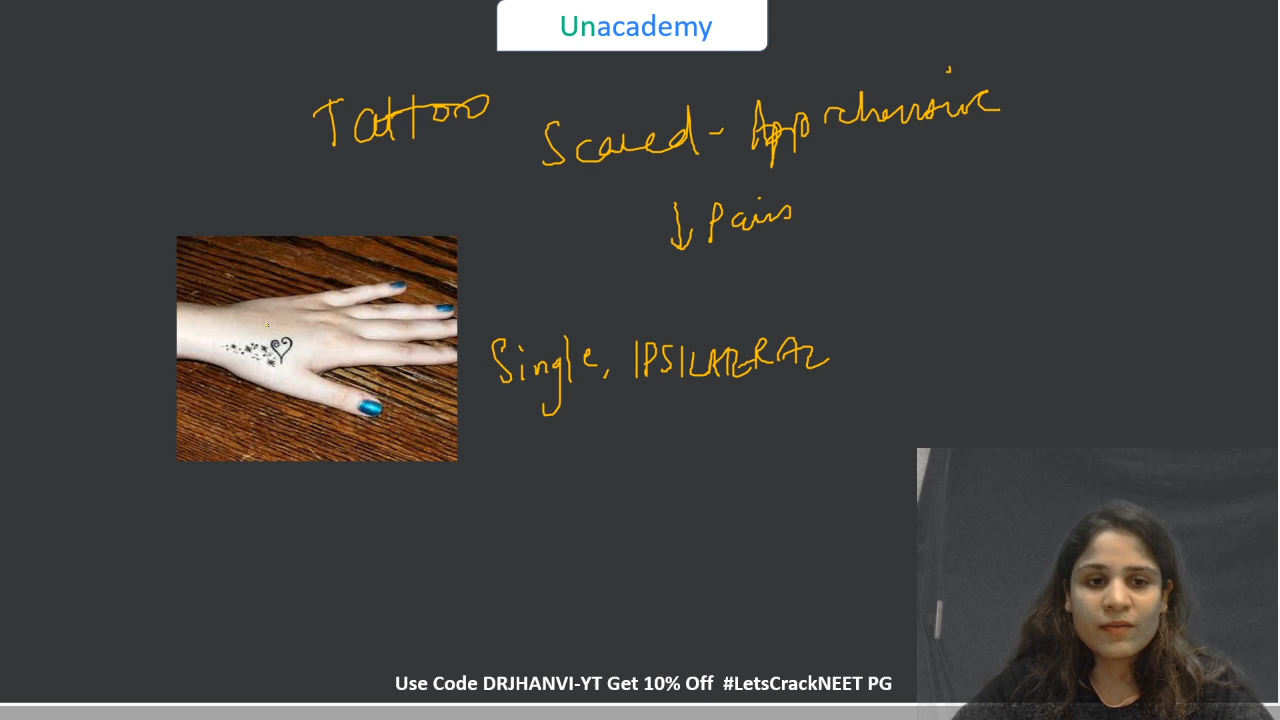 Unacademy
Tattoo
Scared - Apprehensive
↓ Pain
Single, IPSILATERAL
Use Code DRJHANVI-YT Get 10% Off #LetsCrackNEET PG